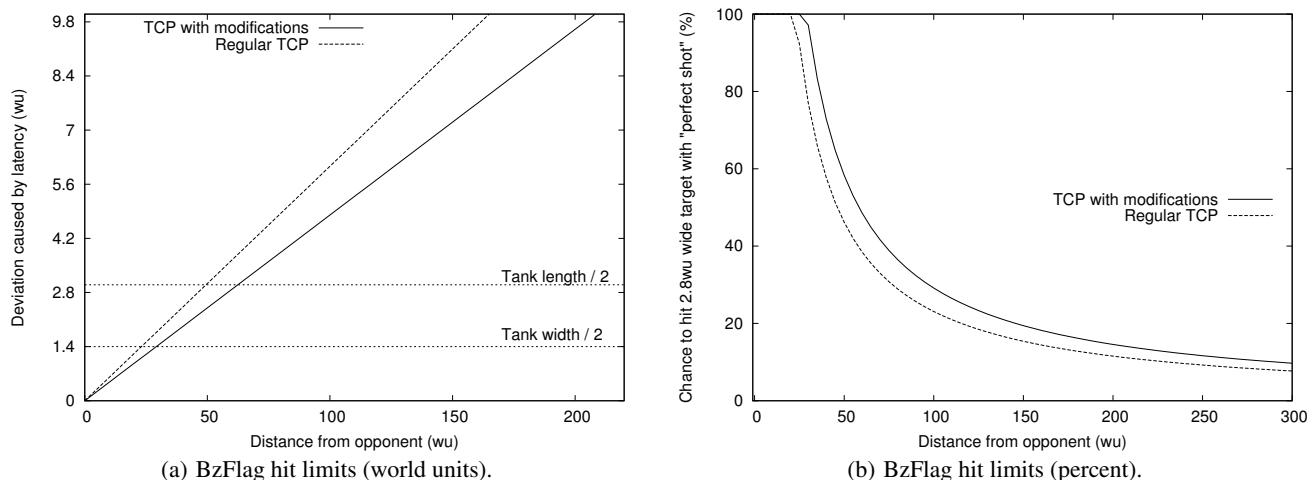 9.8
8.4
7
5.6
4.2
2.8
1.4
0
Deviation caused by latency (wu)
TCP with modifications
Regular TCP
Tank length / 2
Tank width / 2
0 50 100 150 200
Distance from opponent (wu)
(a) BzFlag hit limits (world units).
100
80
60
40
20
0
Chance to hit 2.8wu wide target with "perfect shot" (%)
TCP with modifications
Regular TCP
0 50 100 150 200 250 300
Distance from opponent (wu)
(b) BzFlag hit limits (percent).